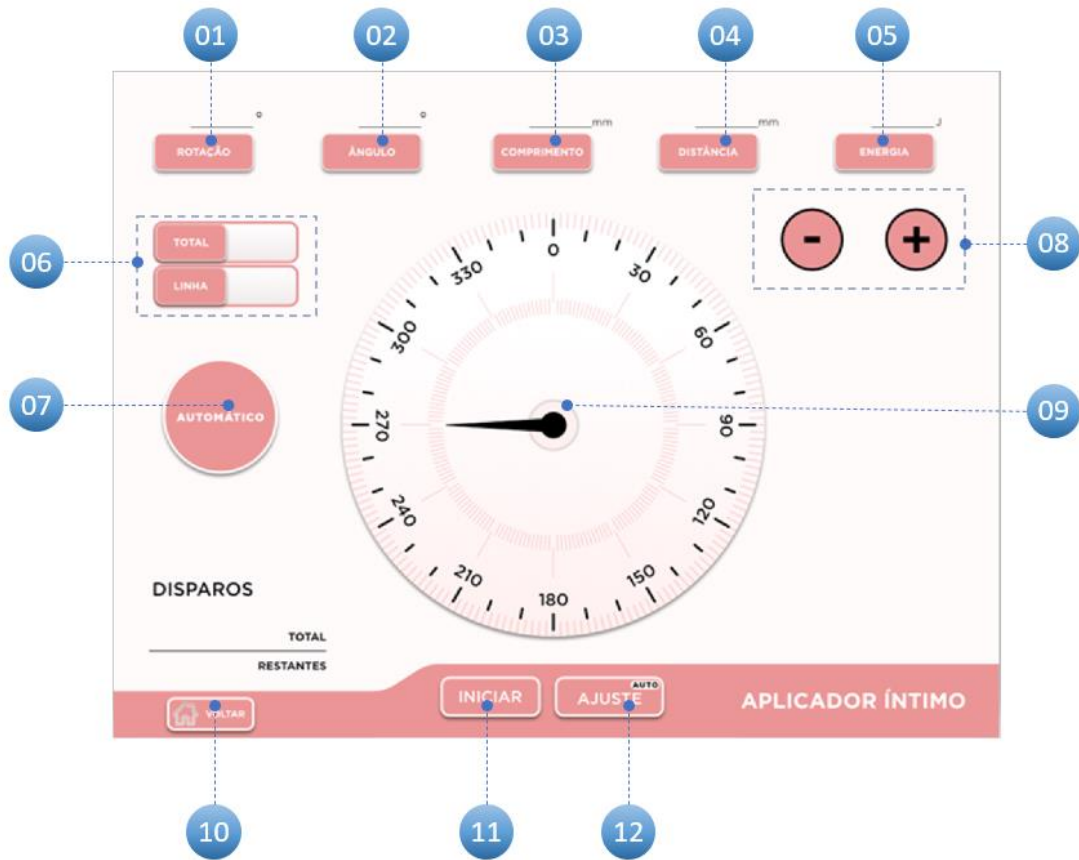 01 02 03 04 05
° ° mm mm J
ROTAÇÃO ÂNGULO COMPRIMENTO DISTÂNCIA ENERGIA
06
TOTAL
LINHA
- +
08
07
AUTOMÁTICO
0
30
60
90
120
150
180
210
240
270
300
330
09
DISPAROS
TOTAL
RESTANTES
VOLTAR
INICIAR
AJUSTE AUTO
APLICADOR ÍNTIMO
10 11 12